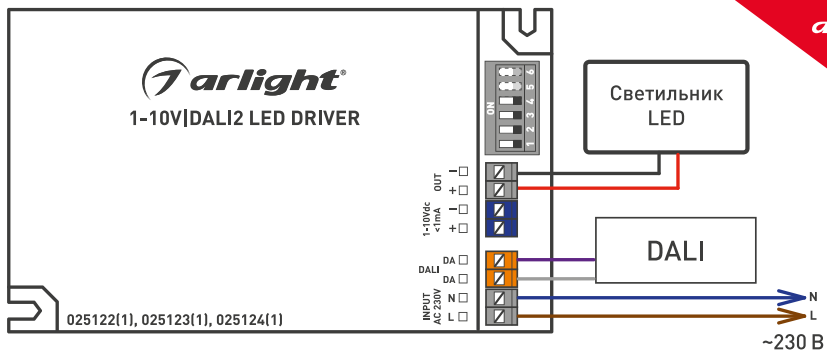 arlight®
1-10V|DALI2 LED DRIVER
ON
1 2 3 4 5 6
Светильник
LED
OUT
−
+
1-10Vdc
<1mA
−
+
DALI
DA
DA
DALI
INPUT
AC 230V
N
L
N
L
~230 В
025122(1), 025123(1), 025124(1)